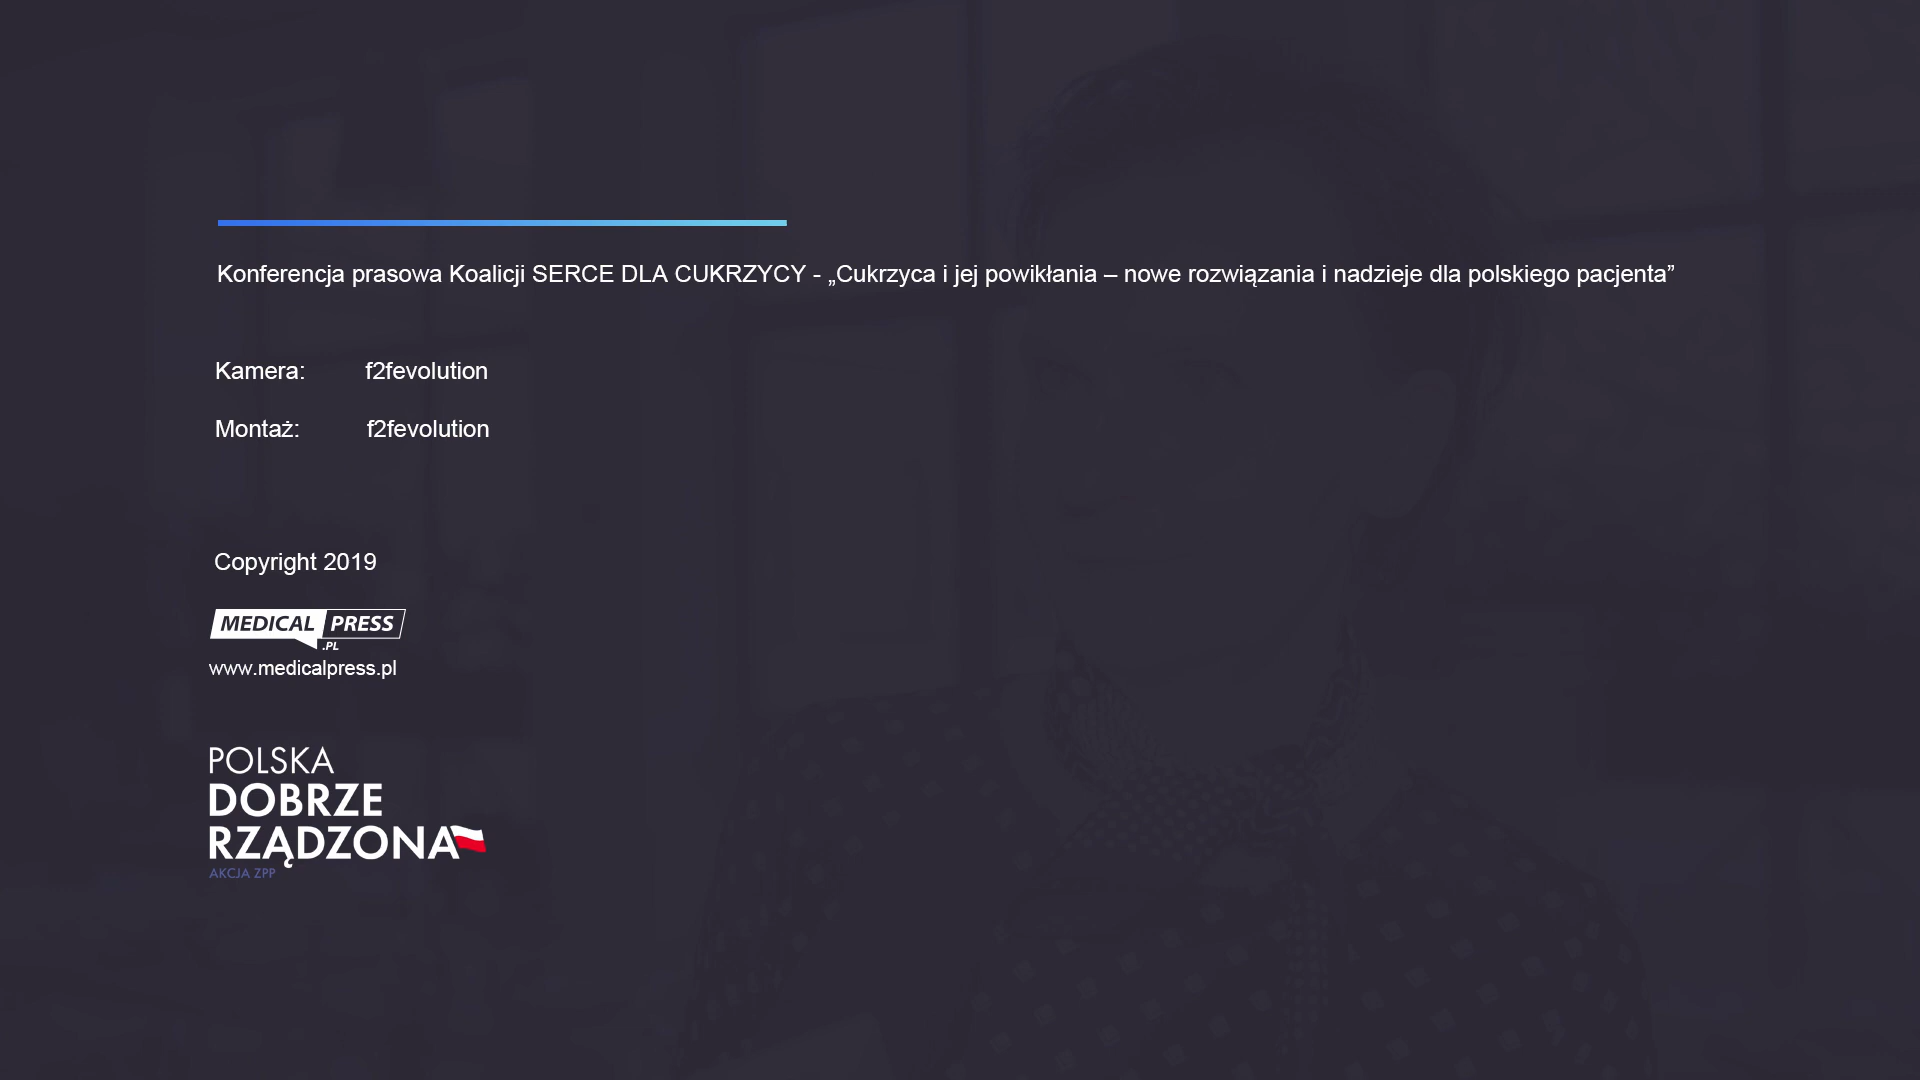 Konferencja prasowa Koalicji SERCE DLA CUKRZYCY - „Cukrzyca i jej powikłania – nowe rozwiązania i nadzieje dla polskiego pacjenta”
Kamera: f2fevolution
Montaż: f2fevolution
Copyright 2019
MEDICAL PRESS
.PL
www.medicalpress.pl
POLSKA
DOBRZE
RZĄDZONA
AKCJA ZPP